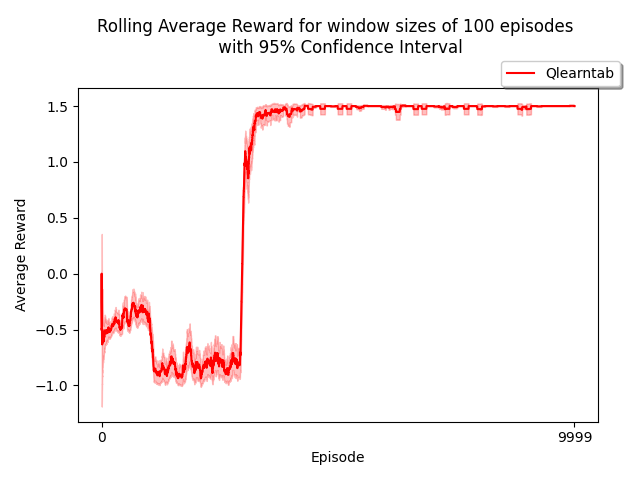 Rolling Average Reward for window sizes of 100 episodes
with 95% Confidence Interval
Qlearntab
Average Reward
1.5
1.0
0.5
0.0
−0.5
−1.0
0
9999
Episode